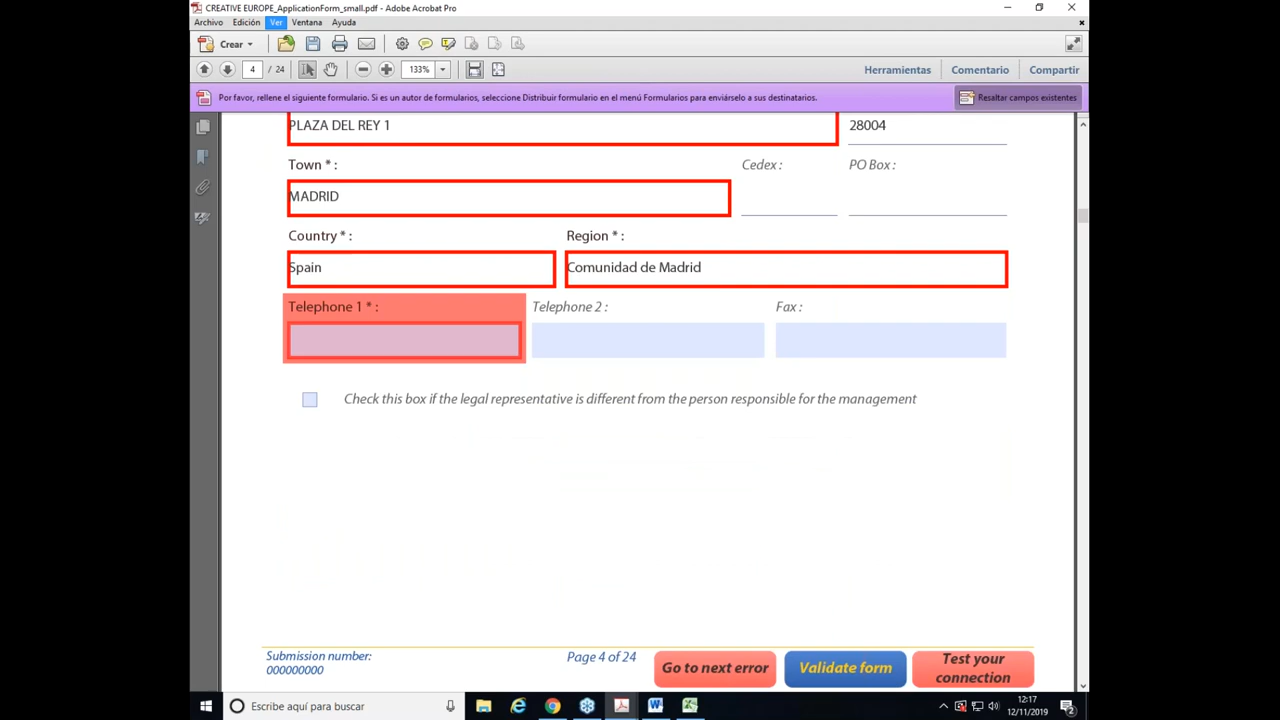 CREATIVE EUROPE_ApplicationForm_small.pdf - Adobe Acrobat Pro
Archivo Edición Ver Ventana Ayuda
Crear
4 / 24 133% Herramientas Comentario Compartir
Por favor, rellene el siguiente formulario. Si es un autor de formularios, seleccione Distribuir formulario en el menú Formularios para enviárselo a sus destinatarios. Resaltar campos existentes
PLAZA DEL REY 1 28004
Town * : Cedex : PO Box :
MADRID
Country * : Region * :
Spain Comunidad de Madrid
Telephone 1 * : Telephone 2 : Fax :
Check this box if the legal representative is different from the person responsible for the management
Submission number: Page 4 of 24 Go to next error Validate form Test your connection
000000000
Escribe aquí para buscar 12:17
12/11/2019 2